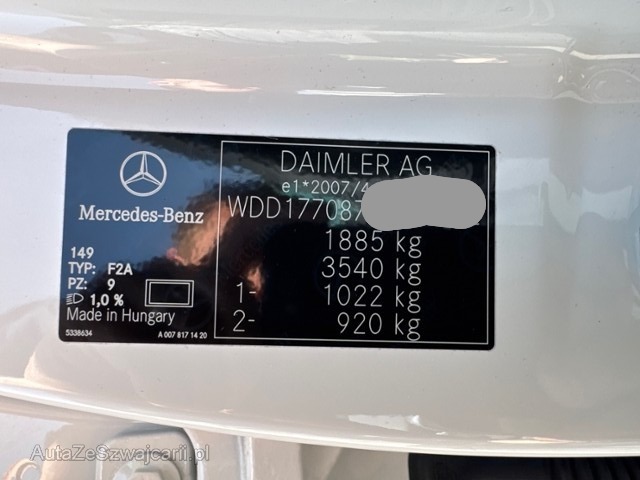 DAIMLER AG
e1*2007/4
WDD177087
1885 kg
3540 kg
1- 1022 kg
2- 920 kg
Mercedes-Benz
149
TYP: F2A
PZ: 9
1,0 %
Made in Hungary
5338634
A 007 817 14 20
AutaZeSzwajcarii.pl